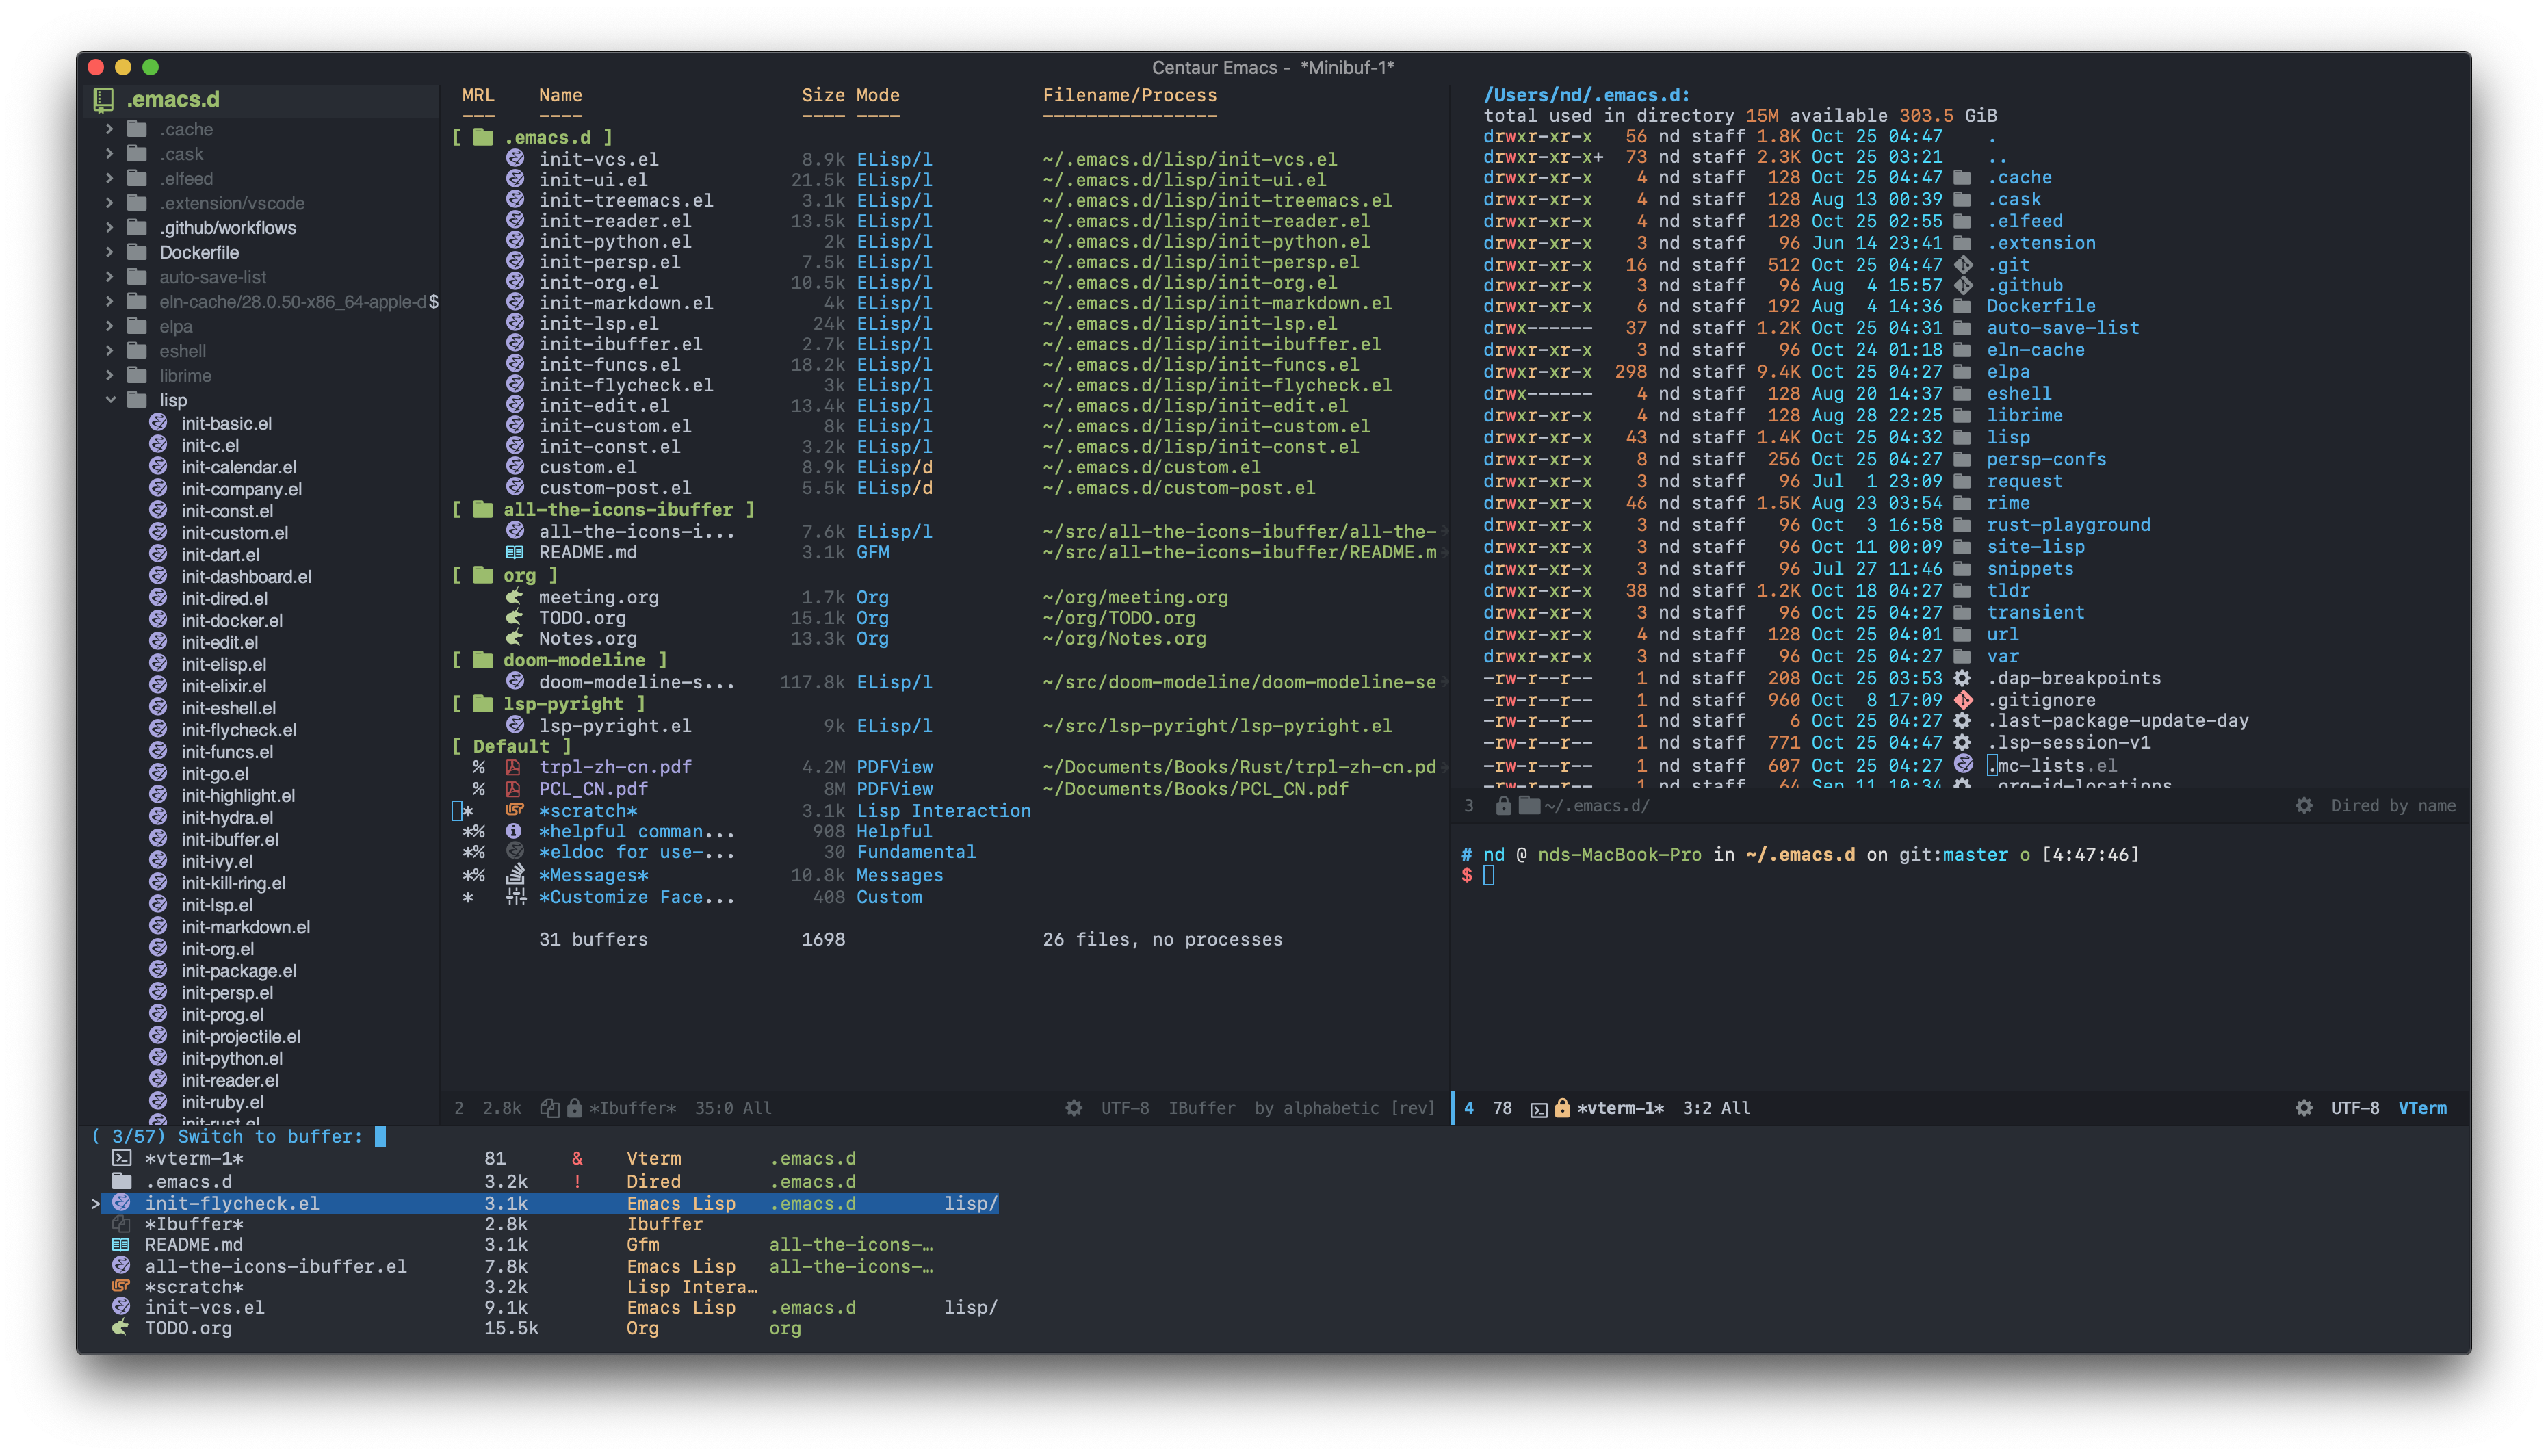 Centaur Emacs - *Minibuf-1*
.emacs.d
.cache
.cask
.elfeed
.extension/vscode
.github/workflows
Dockerfile
auto-save-list
eln-cache/28.0.50-x86_64-apple-d$
elpa
eshell
librime
lisp
init-basic.el
init-c.el
init-calendar.el
init-company.el
init-const.el
init-custom.el
init-dart.el
init-dashboard.el
init-dired.el
init-docker.el
init-edit.el
init-elisp.el
init-elixir.el
init-eshell.el
init-flycheck.el
init-funcs.el
init-go.el
init-highlight.el
init-hydra.el
init-ibuffer.el
init-ivy.el
init-kill-ring.el
init-lsp.el
init-markdown.el
init-org.el
init-package.el
init-persp.el
init-prog.el
init-projectile.el
init-python.el
init-reader.el
init-ruby.el
init-rust.el
MRL Name Size Mode Filename/Process
--- ---- ---- ---- ----------------
[ .emacs.d ]
init-vcs.el 8.9k ELisp/l ~/.emacs.d/lisp/init-vcs.el
init-ui.el 21.5k ELisp/l ~/.emacs.d/lisp/init-ui.el
init-treemacs.el 3.1k ELisp/l ~/.emacs.d/lisp/init-treemacs.el
init-reader.el 13.5k ELisp/l ~/.emacs.d/lisp/init-reader.el
init-python.el 2k ELisp/l ~/.emacs.d/lisp/init-python.el
init-persp.el 7.5k ELisp/l ~/.emacs.d/lisp/init-persp.el
init-org.el 10.5k ELisp/l ~/.emacs.d/lisp/init-org.el
init-markdown.el 4k ELisp/l ~/.emacs.d/lisp/init-markdown.el
init-lsp.el 24k ELisp/l ~/.emacs.d/lisp/init-lsp.el
init-ibuffer.el 2.7k ELisp/l ~/.emacs.d/lisp/init-ibuffer.el
init-funcs.el 18.2k ELisp/l ~/.emacs.d/lisp/init-funcs.el
init-flycheck.el 3k ELisp/l ~/.emacs.d/lisp/init-flycheck.el
init-edit.el 13.4k ELisp/l ~/.emacs.d/lisp/init-edit.el
init-custom.el 8k ELisp/l ~/.emacs.d/lisp/init-custom.el
init-const.el 3.2k ELisp/l ~/.emacs.d/lisp/init-const.el
custom.el 8.9k ELisp/d ~/.emacs.d/custom.el
custom-post.el 5.5k ELisp/d ~/.emacs.d/custom-post.el
[ all-the-icons-ibuffer ]
all-the-icons-i... 7.6k ELisp/l ~/src/all-the-icons-ibuffer/all-the-
README.md 3.1k GFM ~/src/all-the-icons-ibuffer/README.m
[ org ]
meeting.org 1.7k Org ~/org/meeting.org
TODO.org 15.1k Org ~/org/TODO.org
Notes.org 13.3k Org ~/org/Notes.org
[ doom-modeline ]
doom-modeline-s... 117.8k ELisp/l ~/src/doom-modeline/doom-modeline-se
[ lsp-pyright ]
lsp-pyright.el 9k ELisp/l ~/src/lsp-pyright/lsp-pyright.el
[ Default ]
% trpl-zh-cn.pdf 4.2M PDFView ~/Documents/Books/Rust/trpl-zh-cn.pd
% PCL_CN.pdf 8M PDFView ~/Documents/Books/PCL_CN.pdf
* *scratch* 3.1k Lisp Interaction
*% *helpful comman... 908 Helpful
*% *eldoc for use-... 30 Fundamental
*% *Messages* 10.8k Messages
* *Customize Face... 408 Custom
31 buffers 1698 26 files, no processes
2 2.8k *Ibuffer* 35:0 All UTF-8 IBuffer by alphabetic [rev]
/Users/nd/.emacs.d:
total used in directory 15M available 303.5 GiB
drwxr-xr-x 56 nd staff 1.8K Oct 25 04:47 .
drwxr-xr-x+ 73 nd staff 2.3K Oct 25 03:21 ..
drwxr-xr-x 4 nd staff 128 Oct 25 04:47 .cache
drwxr-xr-x 4 nd staff 128 Aug 13 00:39 .cask
drwxr-xr-x 4 nd staff 128 Oct 25 02:55 .elfeed
drwxr-xr-x 3 nd staff 96 Jun 14 23:41 .extension
drwxr-xr-x 16 nd staff 512 Oct 25 04:47 .git
drwxr-xr-x 3 nd staff 96 Aug 4 15:57 .github
drwxr-xr-x 6 nd staff 192 Aug 4 14:36 Dockerfile
drwx------ 37 nd staff 1.2K Oct 25 04:31 auto-save-list
drwxr-xr-x 3 nd staff 96 Oct 24 01:18 eln-cache
drwxr-xr-x 298 nd staff 9.4K Oct 25 04:27 elpa
drwx------ 4 nd staff 128 Aug 20 14:37 eshell
drwxr-xr-x 4 nd staff 128 Aug 28 22:25 librime
drwxr-xr-x 43 nd staff 1.4K Oct 25 04:32 lisp
drwxr-xr-x 8 nd staff 256 Oct 25 04:27 persp-confs
drwxr-xr-x 3 nd staff 96 Jul 1 23:09 request
drwxr-xr-x 46 nd staff 1.5K Aug 23 03:54 rime
drwxr-xr-x 3 nd staff 96 Oct 3 16:58 rust-playground
drwxr-xr-x 3 nd staff 96 Oct 11 00:09 site-lisp
drwxr-xr-x 3 nd staff 96 Jul 27 11:46 snippets
drwxr-xr-x 38 nd staff 1.2K Oct 18 04:27 tldr
drwxr-xr-x 3 nd staff 96 Oct 25 04:27 transient
drwxr-xr-x 4 nd staff 128 Oct 25 04:01 url
drwxr-xr-x 3 nd staff 96 Oct 25 04:27 var
-rw-r--r-- 1 nd staff 208 Oct 25 03:53 .dap-breakpoints
-rw-r--r-- 1 nd staff 960 Oct 8 17:09 .gitignore
-rw-r--r-- 1 nd staff 6 Oct 25 04:27 .last-package-update-day
-rw-r--r-- 1 nd staff 771 Oct 25 04:47 .lsp-session-v1
-rw-r--r-- 1 nd staff 607 Oct 25 04:27 .mc-lists.el
-rw-r--r-- 1 nd staff 64 Sep 11 10:34 .org-id-locations
3 ~/.emacs.d/ Dired by name
# nd @ nds-MacBook-Pro in ~/.emacs.d on git:master o [4:47:46]
$
4 78 *vterm-1* 3:2 All UTF-8 VTerm
( 3/57) Switch to buffer:
*vterm-1* 81 & Vterm .emacs.d
.emacs.d 3.2k ! Dired .emacs.d
> init-flycheck.el 3.1k Emacs Lisp .emacs.d lisp/
*Ibuffer* 2.8k Ibuffer
README.md 3.1k Gfm all-the-icons-…
all-the-icons-ibuffer.el 7.8k Emacs Lisp all-the-icons-…
*scratch* 3.2k Lisp Intera…
init-vcs.el 9.1k Emacs Lisp .emacs.d lisp/
TODO.org 15.5k Org org